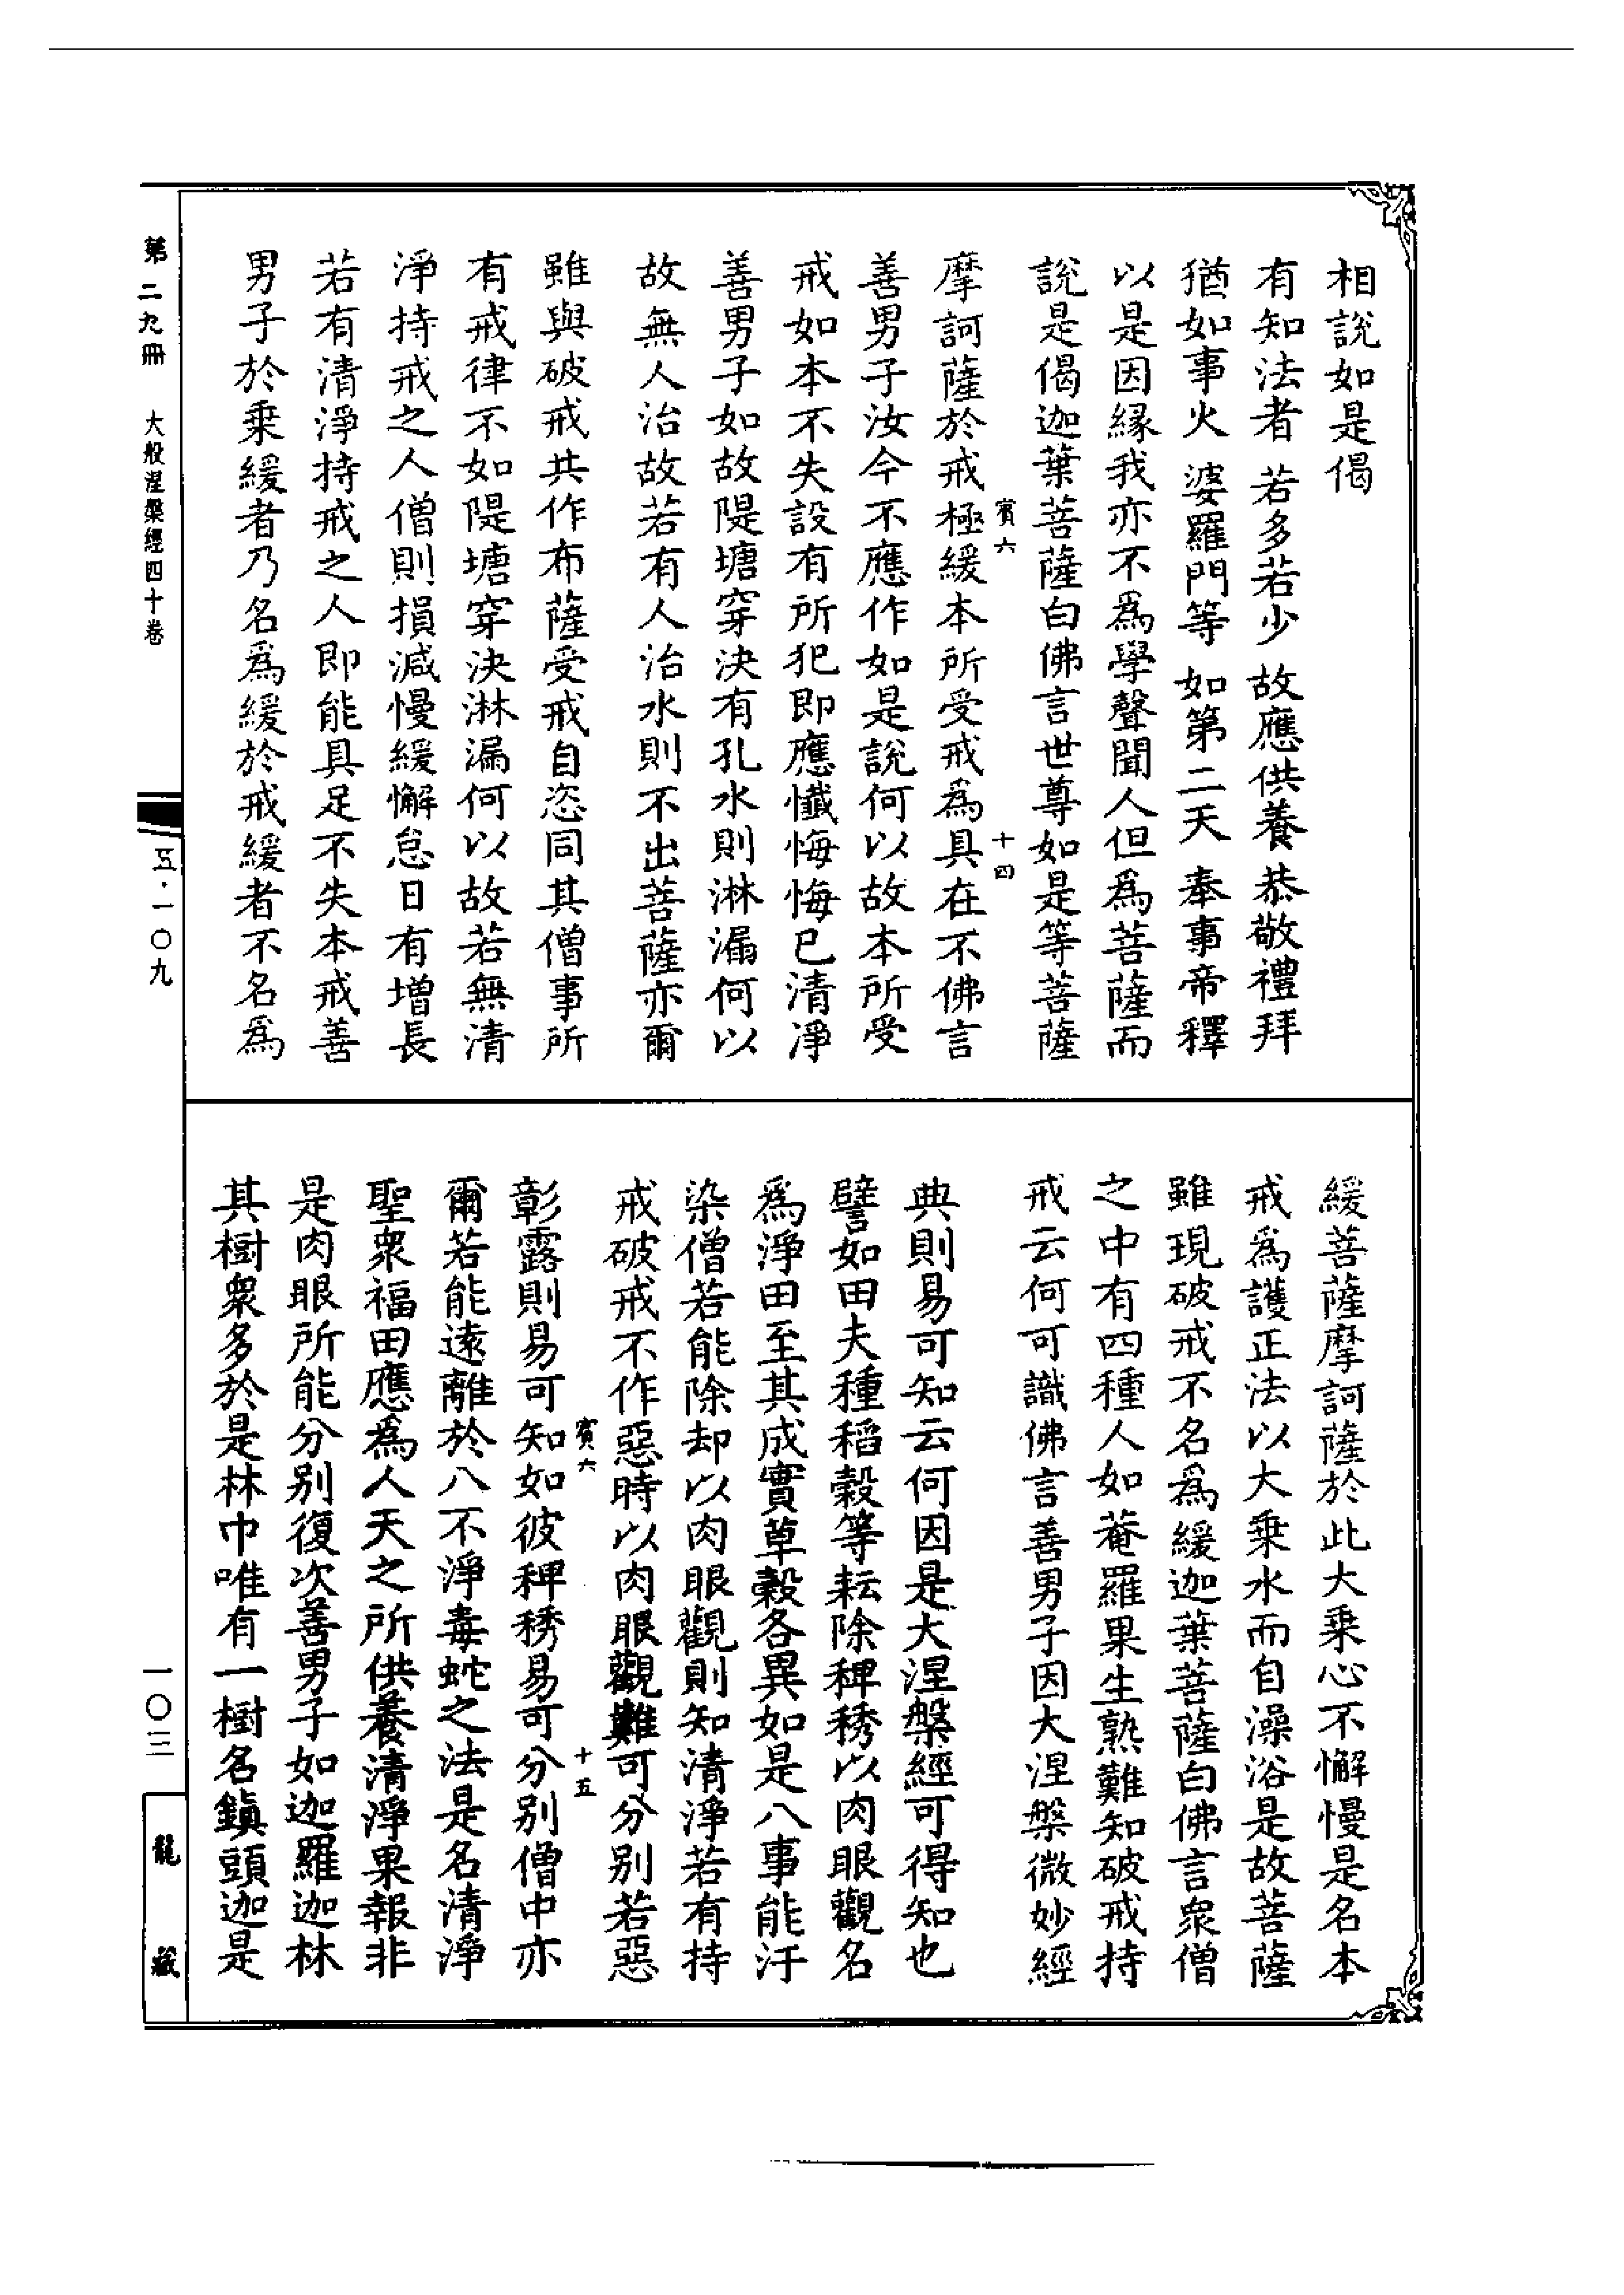 相說如是偈
有知法者　若多若少　故應供養　恭敬禮拜
猶如事火　婆羅門等　如第二天　奉事帝釋
以是因緣我亦不為學聲聞人但為菩薩而
說是偈迦葉菩薩白佛言世尊如是等菩薩
賓六　十四
摩訶薩於戒極緩本所受戒為具在不佛言
善男子汝今不應作如是說何以故本所受
戒如本不失設有所犯即應懺悔悔已清淨
善男子如故隄塘穿決有孔水則淋漏何以
故無人治故若有人治水則不出菩薩亦爾
雖與破戒共作布薩受戒自恣同其僧事所
有戒律不如隄塘穿決淋漏何以故若無清
淨持戒之人僧則損減慢緩懈怠日有增長
若有清淨持戒之人即能具足不失本戒善
男子於乘緩者乃名為緩於戒緩者不名為
緩菩薩摩訶薩於此大乘心不懈慢是名本
戒為護正法以大乘水而自澡浴是故菩薩
雖現破戒不名為緩迦葉菩薩白佛言眾僧
之中有四種人如菴羅果生熟難知破戒持
戒云何可識佛言善男子因大涅槃微妙經
典則易可知云何因是大涅槃經可得知也
譬如田夫種稻穀等耘除稗莠以肉眼觀名
為淨田至其成實草穀各異如是八事能汙
染僧若能除却以肉眼觀則知清淨若有持
戒破戒不作惡時以肉眼觀難可分別若惡
賓六　十五
彰露則易可知如彼稗莠易可分別僧中亦
爾若能遠離於八不淨毒蛇之法是名清淨
聖眾福田應為人天之所供養清淨果報非
是肉眼所能分別復次善男子如迦羅迦林
其樹眾多於是林中唯有一樹名鎮頭迦是
第二九冊　大般涅槃經四十卷
五·一〇九
一〇三
龍藏